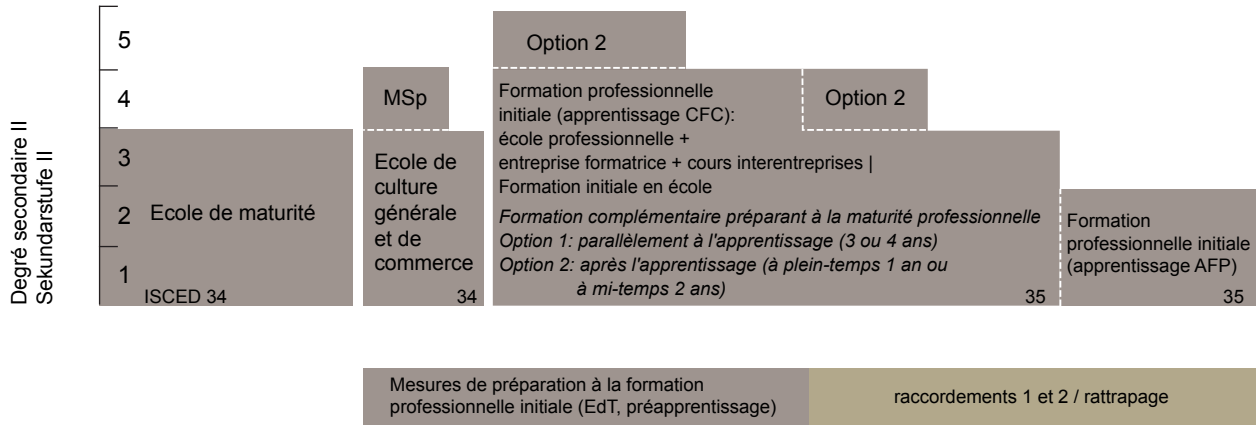 Degré secondaire II
Sekundarstufe II
5
4
3
2
1
Ecole de maturité
ISCED 34
MSp
Ecole de
culture
générale
et de
commerce
34
Option 2
Formation professionnelle
initiale (apprentissage CFC):
école professionnelle +
entreprise formatrice + cours interentreprises |
Formation initiale en école
Formation complémentaire préparant à la maturité professionnelle
Option 1: parallèlement à l'apprentissage (3 ou 4 ans)
Option 2: après l'apprentissage (à plein-temps 1 an ou
à mi-temps 2 ans)
35
Option 2
Formation
professionnelle initiale
(apprentissage AFP)
35
Mesures de préparation à la formation
professionnelle initiale (EdT, préapprentissage)
raccordements 1 et 2 / rattrapage